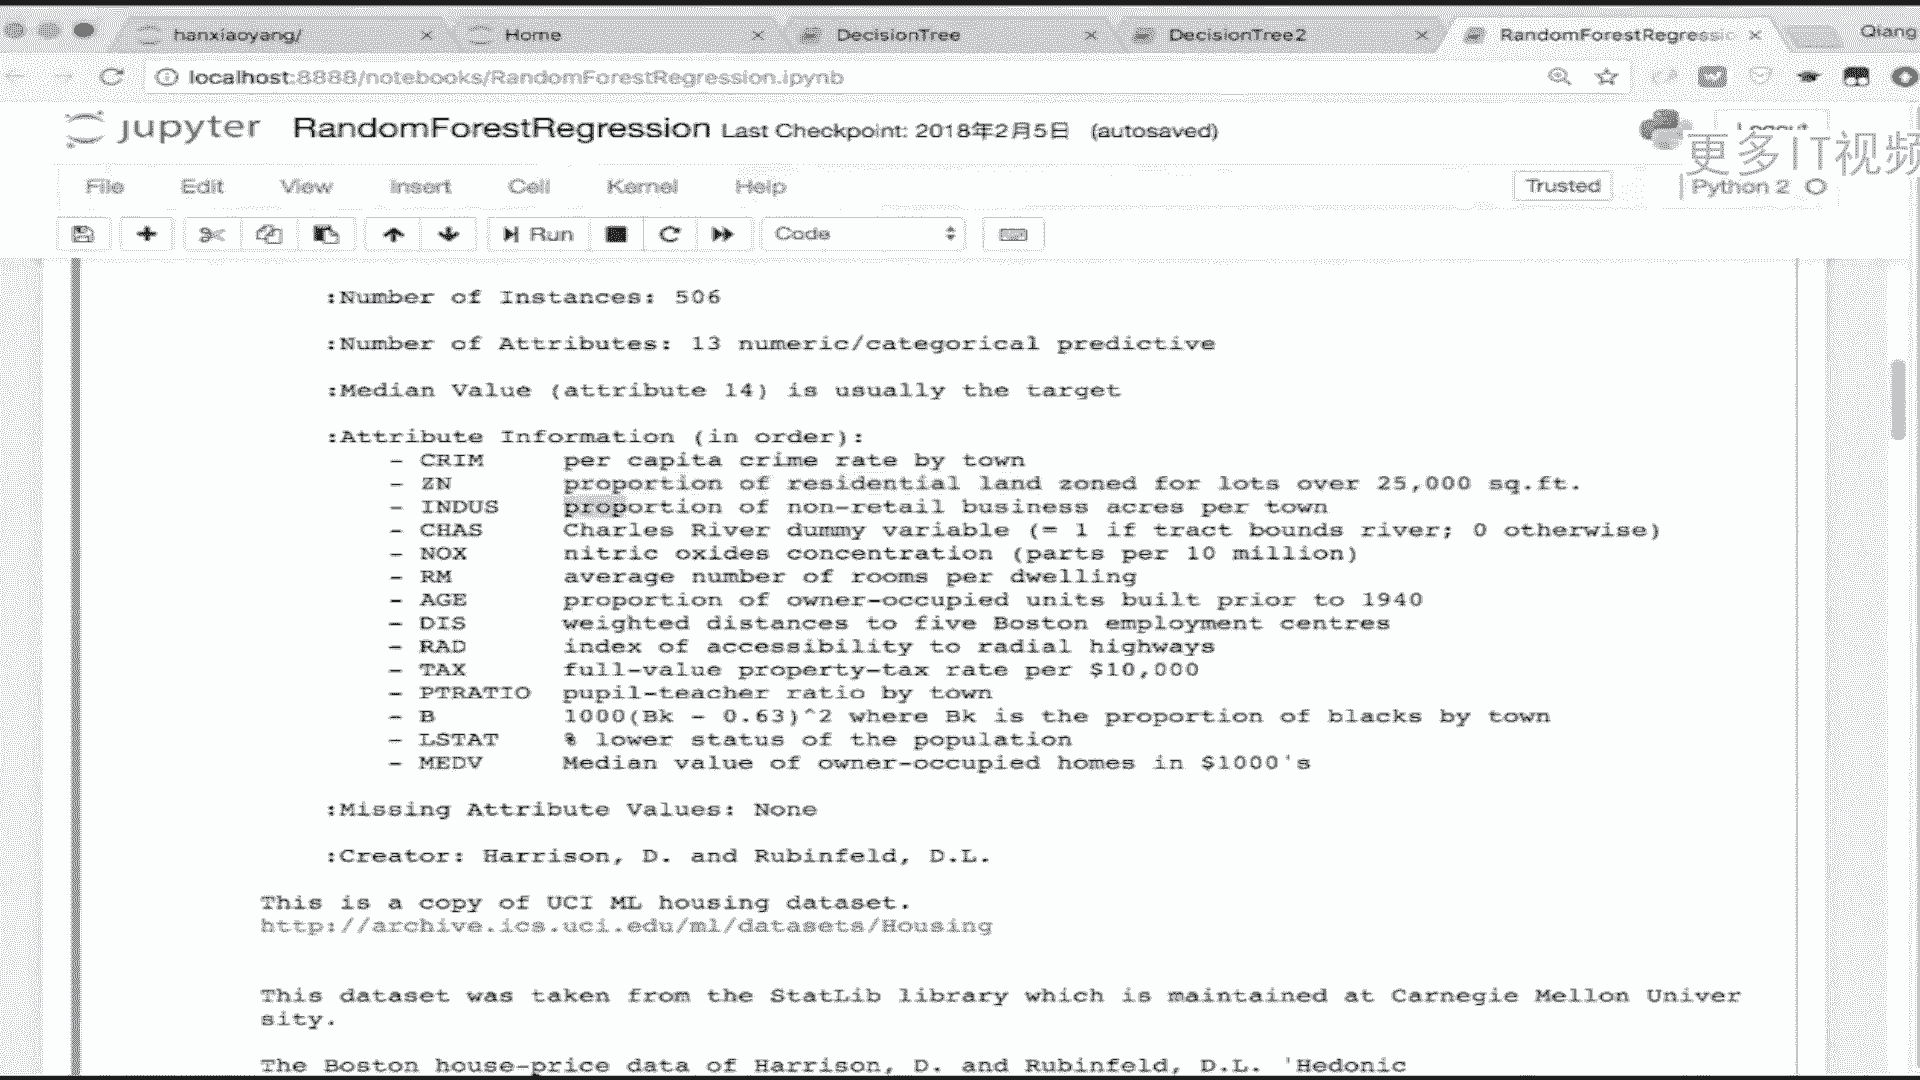 hanxiaoyang/ Home DecisionTree DecisionTree2 RandomForestRegressio Qiang
localhost:8888/notebooks/RandomForestRegression.ipynb
jupyter RandomForestRegression Last Checkpoint: 2018年2月5日 (autosaved) Logout
更多IT视频
File Edit View Insert Cell Kernel Help Trusted Python 2
Run Code
:Number of Instances: 506
:Number of Attributes: 13 numeric/categorical predictive
:Median Value (attribute 14) is usually the target
:Attribute Information (in order):
- CRIM per capita crime rate by town
- ZN proportion of residential land zoned for lots over 25,000 sq.ft.
- INDUS proportion of non-retail business acres per town
- CHAS Charles River dummy variable (= 1 if tract bounds river; 0 otherwise)
- NOX nitric oxides concentration (parts per 10 million)
- RM average number of rooms per dwelling
- AGE proportion of owner-occupied units built prior to 1940
- DIS weighted distances to five Boston employment centres
- RAD index of accessibility to radial highways
- TAX full-value property-tax rate per $10,000
- PTRATIO pupil-teacher ratio by town
- B 1000(Bk - 0.63)^2 where Bk is the proportion of blacks by town
- LSTAT % lower status of the population
- MEDV Median value of owner-occupied homes in $1000's
:Missing Attribute Values: None
:Creator: Harrison, D. and Rubinfeld, D.L.
This is a copy of UCI ML housing dataset.
http://archive.ics.uci.edu/ml/datasets/Housing
This dataset was taken from the StatLib library which is maintained at Carnegie Mellon Univer
sity.
The Boston house-price data of Harrison, D. and Rubinfeld, D.L. 'Hedonic